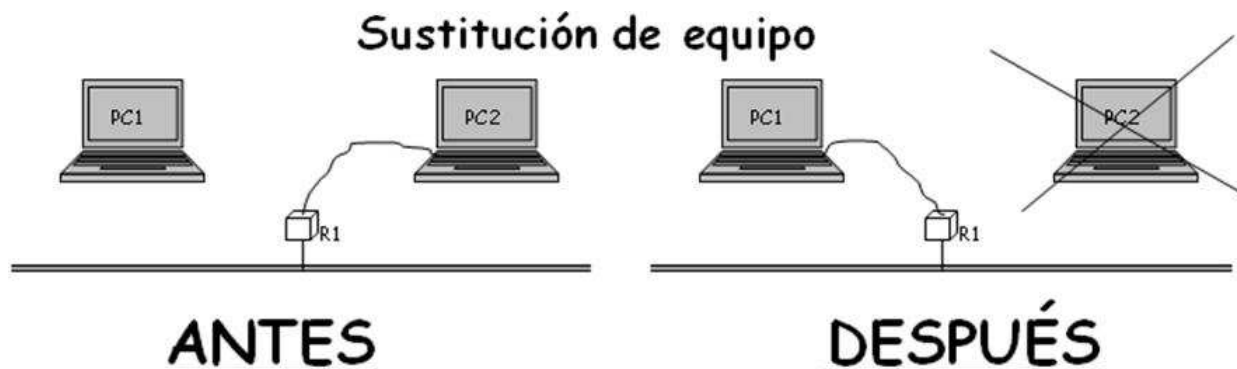 Sustitución de equipo
PC1
PC2
R1
ANTES
PC1
PC2
R1
DESPUÉS